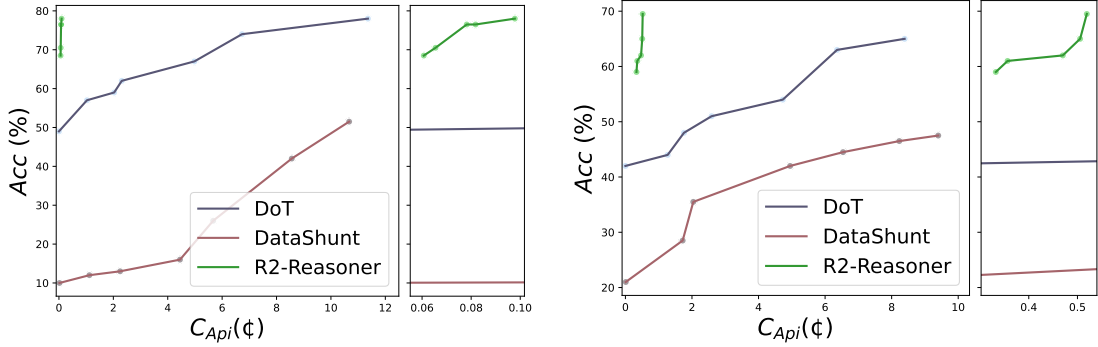 Acc (%)
80
70
60
50
40
30
20
10
0 2 4 6 8 10 12
0.06 0.08 0.10
C_Api(¢)
DoT
DataShunt
R2-Reasoner
Acc (%)
70
60
50
40
30
20
0 2 4 6 8 10
0.4 0.5
C_Api(¢)
DoT
DataShunt
R2-Reasoner